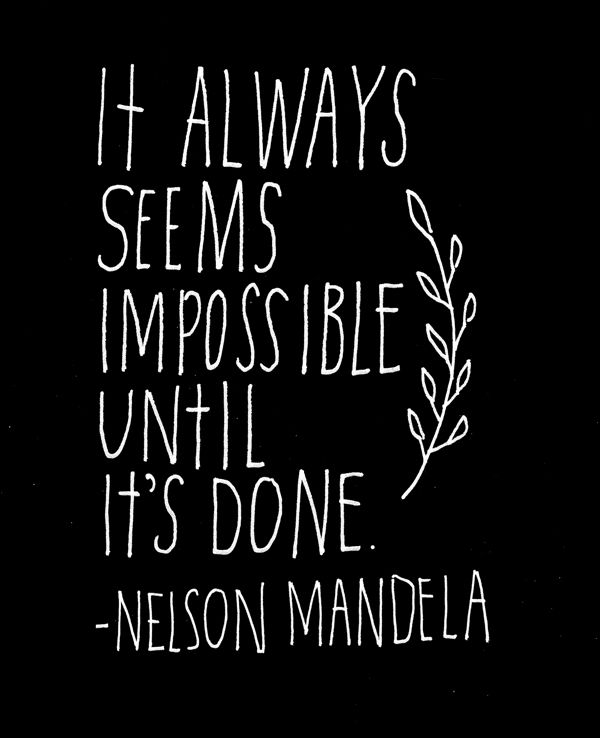 It ALWAYS
SEEMS
IMPOSSIBLE
UNtIL
It'S DONE.
-NELSON MANDELA